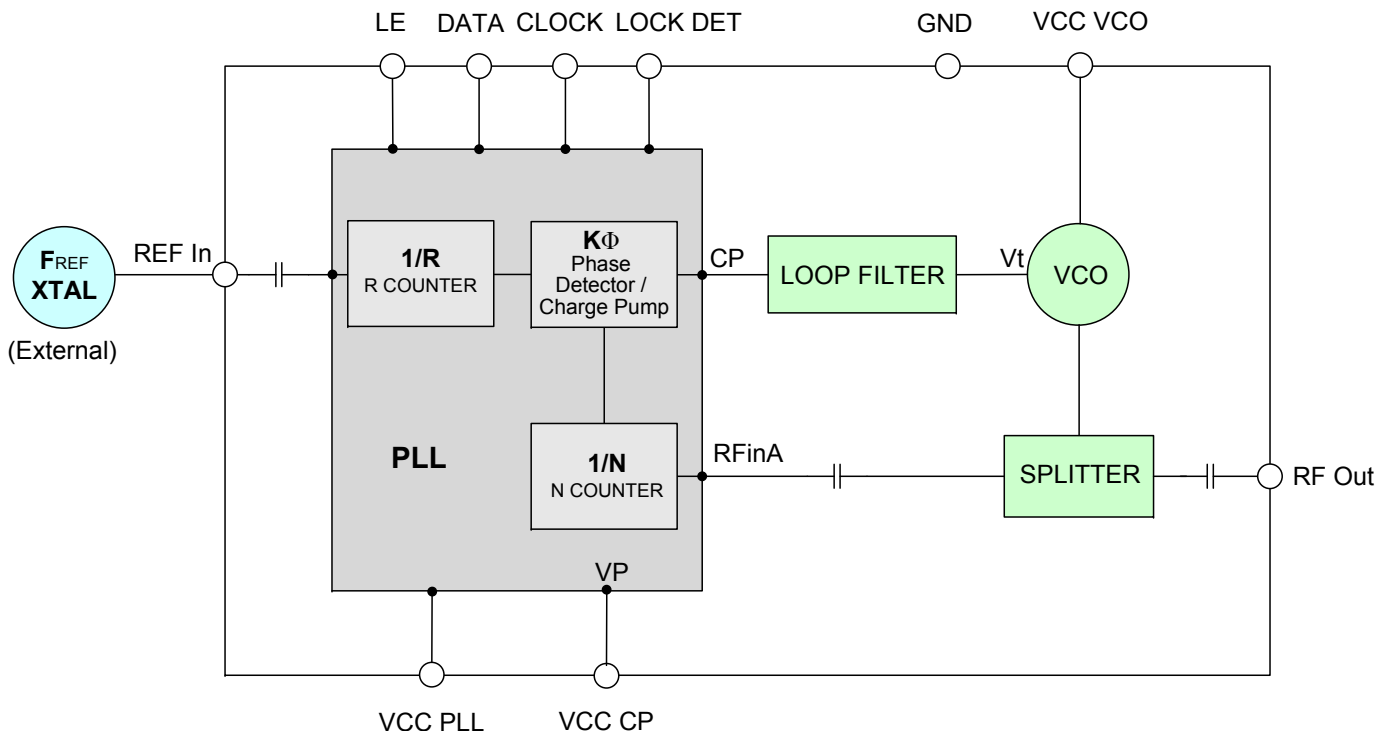 LE DATA CLOCK LOCK DET GND VCC VCO
FREF
XTAL
(External)
REF In
1/R
R COUNTER
KΦ
Phase
Detector /
Charge Pump
CP
LOOP FILTER
Vt
VCO
PLL
1/N
N COUNTER
RFinA
SPLITTER
RF Out
VP
VCC PLL VCC CP